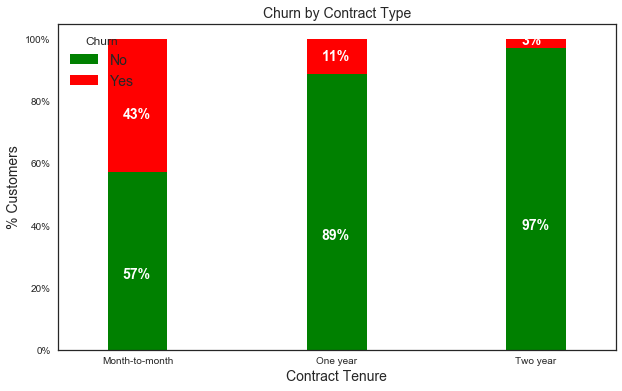 Churn by Contract Type
100%
80%
60%
40%
20%
0%
% Customers
Churn
No
Yes
43%
57%
11%
89%
3%
97%
Month-to-month
One year
Two year
Contract Tenure